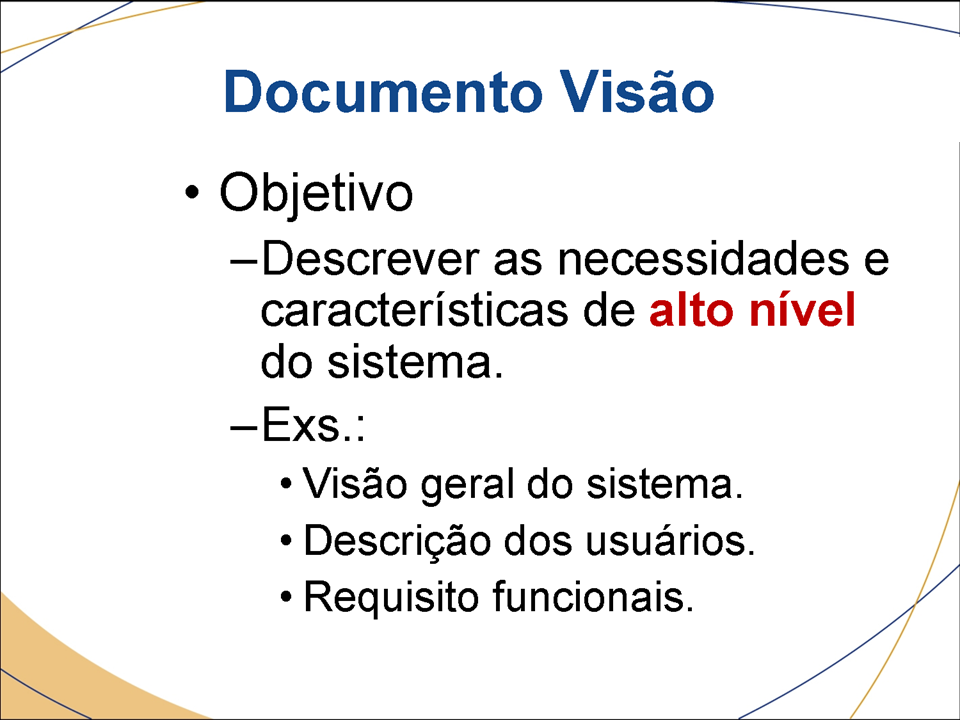 Documento Visão
• Objetivo
–Descrever as necessidades e
características de alto nível
do sistema.
–Exs.:
• Visão geral do sistema.
• Descrição dos usuários.
• Requisito funcionais.